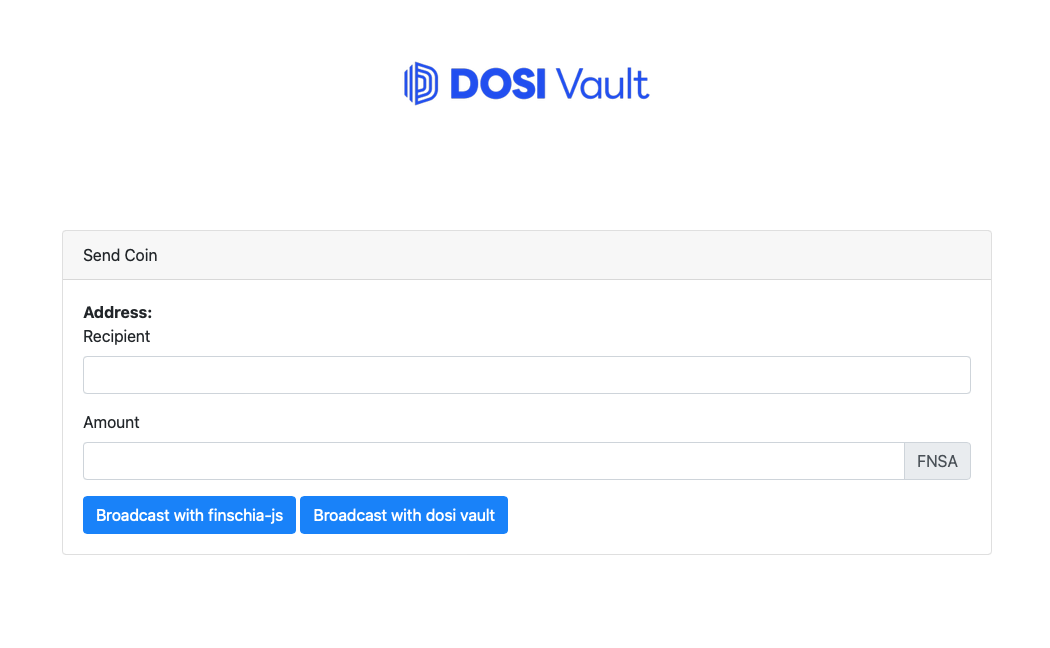 DOSI Vault
Send Coin
Address:
Recipient
Amount
FNSA
Broadcast with finschia-js
Broadcast with dosi vault